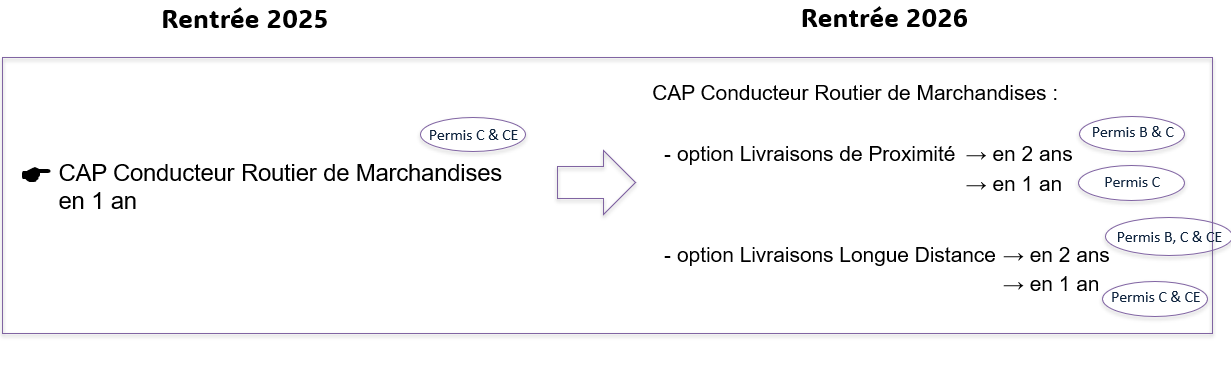 Rentrée 2025
Rentrée 2026
Permis C & CE
☛ CAP Conducteur Routier de Marchandises
en 1 an
CAP Conducteur Routier de Marchandises :
Permis B & C
- option Livraisons de Proximité → en 2 ans
→ en 1 an Permis C
Permis B, C & CE
- option Livraisons Longue Distance → en 2 ans
→ en 1 an
Permis C & CE